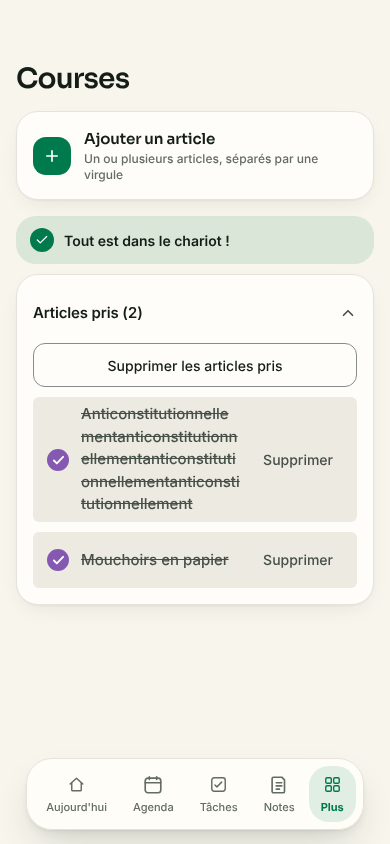 Courses
Ajouter un article
Un ou plusieurs articles, séparés par une
virgule
Tout est dans le chariot !
Articles pris (2)
Supprimer les articles pris
Anticonstitutionnelle
mentanticonstitutionn
ellementanticonstituti
onnellementanticonsti
tutionnellement
Supprimer
Mouchoirs en papier
Supprimer
Aujourd'hui
Agenda
Tâches
Notes
Plus